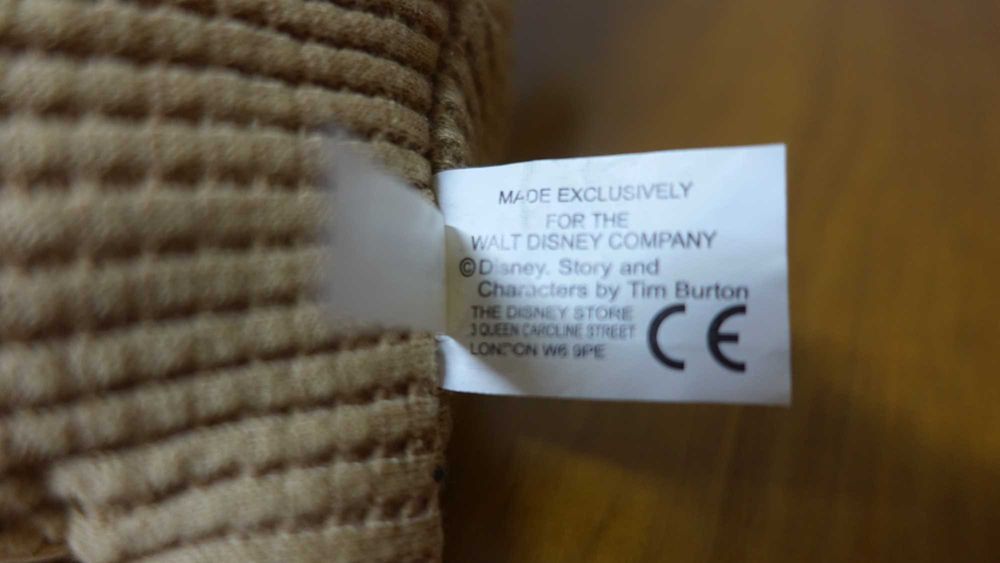 MADE EXCLUSIVELY
FOR THE
WALT DISNEY COMPANY
© Disney. Story and
Characters by Tim Burton
THE DISNEY STORE
3 QUEEN CAROLINE STREET
LONDON W6 9PE
CE